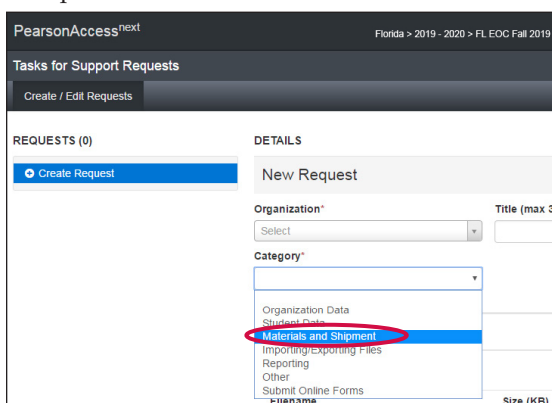 PearsonAccessnext
Florida > 2019 - 2020 > FL EOC Fall 2019
Tasks for Support Requests
Create / Edit Requests
REQUESTS (0)
DETAILS
Create Request
New Request
Organization*
Title (max 3
Select
Category*
Organization Data
Student Data
Materials and Shipment
Importing/Exporting Files
Reporting
Other
Submit Online Forms
Filename
Size (KB)